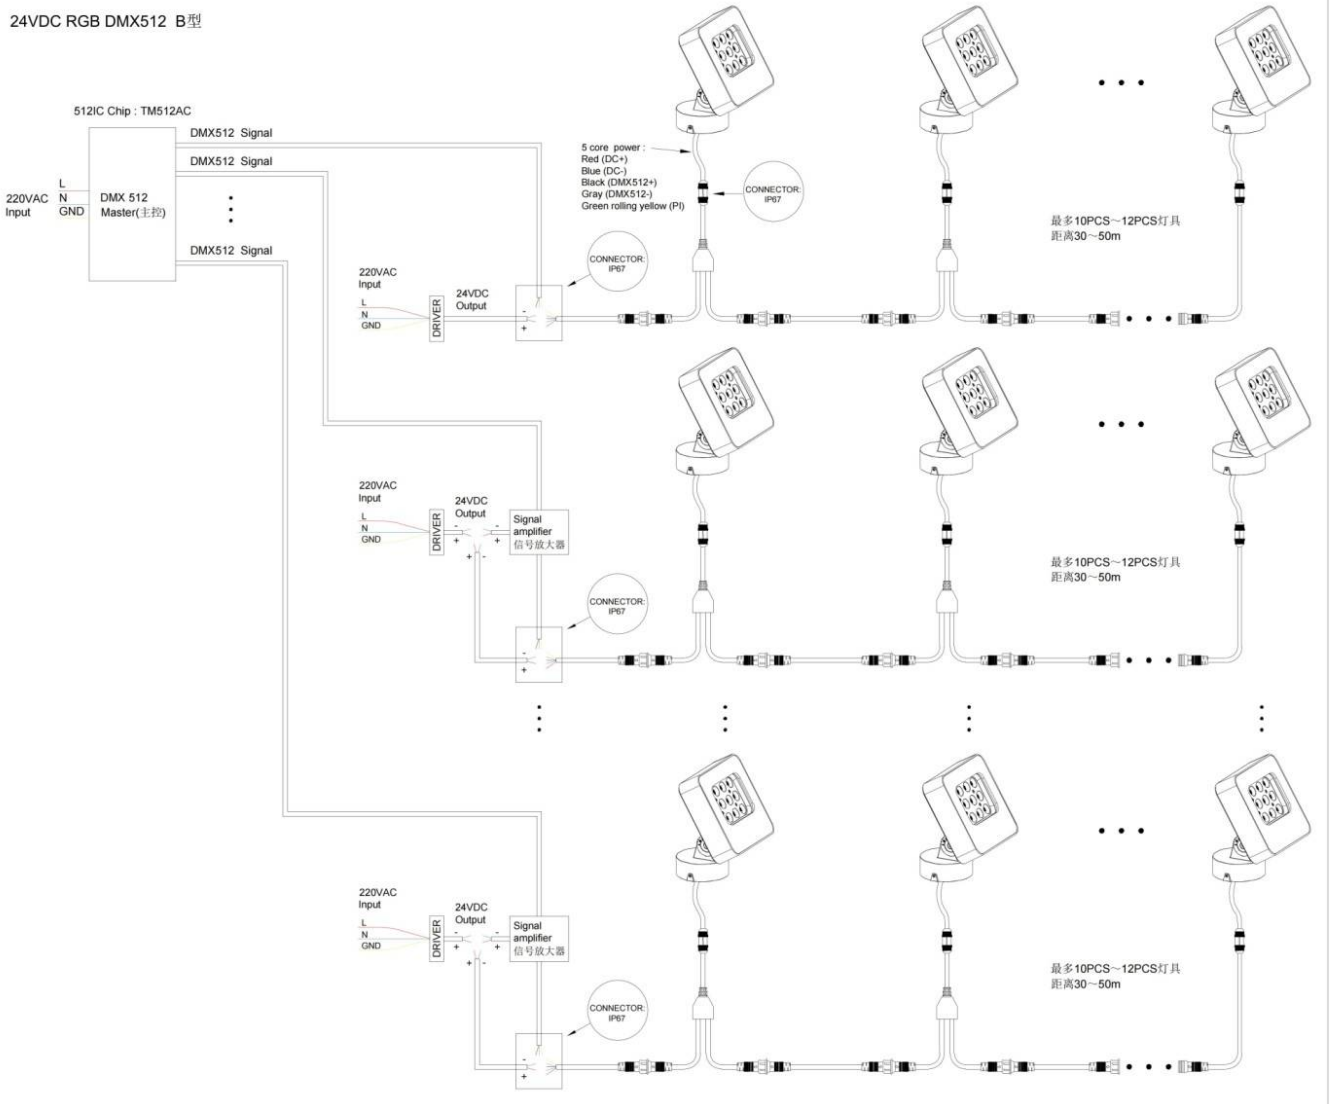 24VDC RGB DMX512 B型
512IC Chip : TM512AC
DMX512 Signal
DMX512 Signal
DMX512 Signal
220VAC
Input
L
N
GND
DMX 512
Master(主控)
5 core power :
Red (DC+)
Blue (DC-)
Black (DMX512+)
Gray (DMX512-)
Green rolling yellow (PI)
CONNECTOR:
IP67
最多10PCS～12PCS灯具
距离30～50m
CONNECTOR:
IP67
220VAC
Input
L
N
GND
DRIVER
24VDC
Output
-
+
220VAC
Input
L
N
GND
DRIVER
24VDC
Output
- -
+ +
+ -
Signal
amplifier
信号放大器
最多10PCS～12PCS灯具
距离30～50m
CONNECTOR:
IP67
-
+
220VAC
Input
L
N
GND
DRIVER
24VDC
Output
- -
+ +
+ -
Signal
amplifier
信号放大器
最多10PCS～12PCS灯具
距离30～50m
CONNECTOR:
IP67
-
+